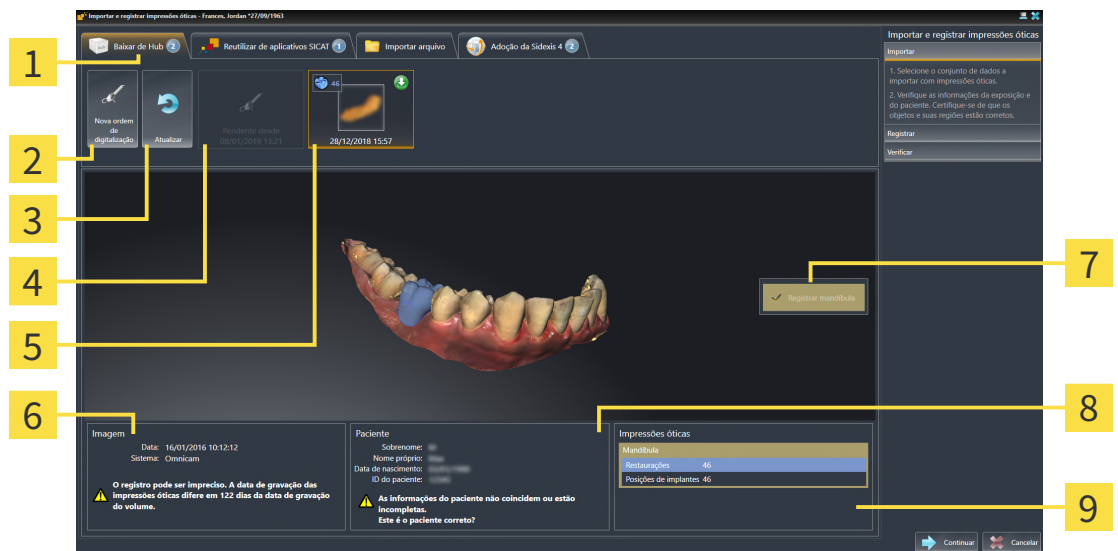 Importar e registrar impressões óticas - Frances, Jordan *27/09/1963
Baixar de Hub 2
Reutilizar de aplicativos SICAT 1
Importar arquivo
Adoção da Sidexis 4 2
Importar e registrar impressões óticas
Importar
1. Selecione o conjunto de dados a
importar com impressões óticas.
2. Verifique as informações da exposição e
do paciente. Certifique-se de que os
objetos e suas regiões estão corretos.
Registrar
Verificar
1
Nova ordem
de
digitalização
Atualizar
Pendente desde
08/01/2018 13:21
46
28/12/2018 15:57
2
3
4
5
6
7
8
9
Registrar mandíbula
Imagem
Data: 16/01/2016 10:12:12
Sistema: Omnicam
O registro pode ser impreciso. A data de gravação das
impressões óticas difere em 122 dias da data de gravação
do volume.
Paciente
Sobrenome:
Nome próprio:
Data de nascimento:
ID do paciente:
As informações do paciente não coincidem ou estão
incompletas.
Este é o paciente correto?
Impressões óticas
Mandíbula
Restaurações 46
Posições de implantes 46
Continuar
Cancelar